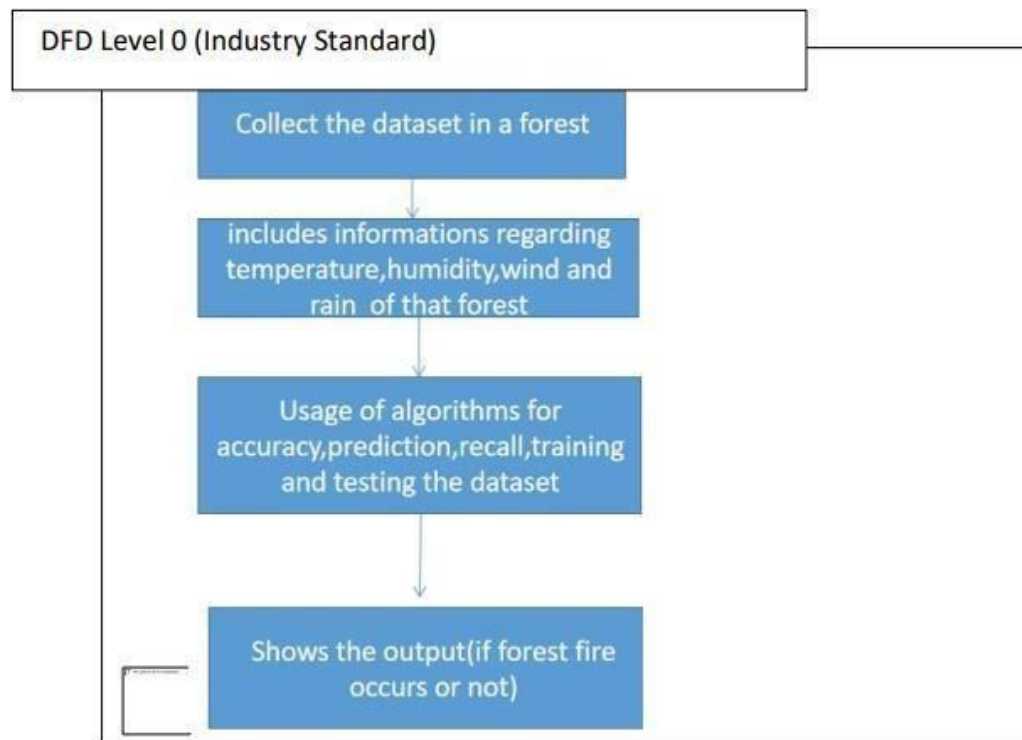 DFD Level 0 (Industry Standard)
Collect the dataset in a forest
includes informations regarding
temperature,humidity,wind and
rain of that forest
Usage of algorithms for
accuracy,prediction,recall,training
and testing the dataset
Shows the output(if forest fire
occurs or not)